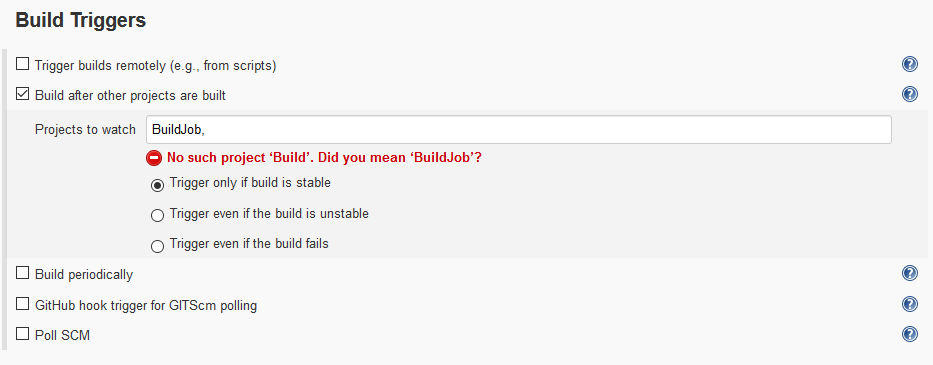 Build Triggers
Trigger builds remotely (e.g., from scripts)
Build after other projects are built
Projects to watch BuildJob,
No such project ‘Build’. Did you mean ‘BuildJob’?
Trigger only if build is stable
Trigger even if the build is unstable
Trigger even if the build fails
Build periodically
GitHub hook trigger for GITScm polling
Poll SCM